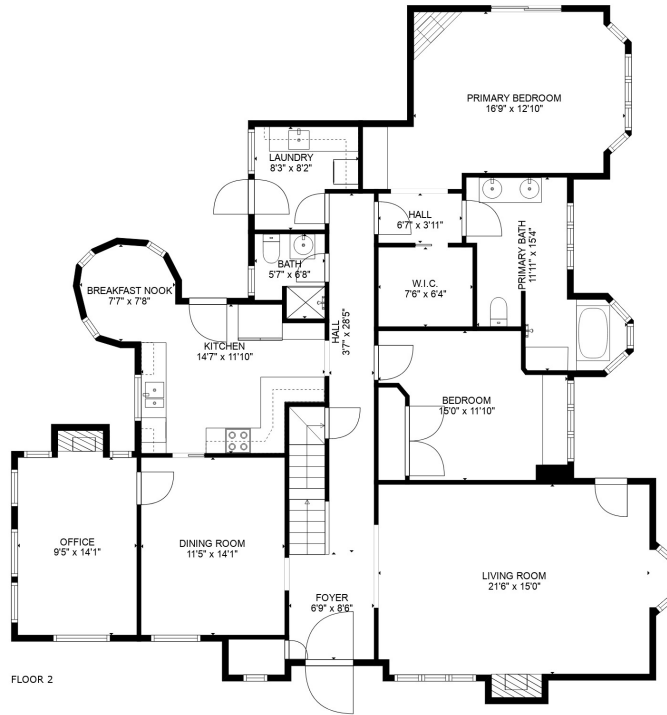 PRIMARY BEDROOM
16'9" x 12'10"
LAUNDRY
8'3" x 8'2"
HALL
6'7" x 3'11"
PRIMARY BATH
11'11" x 15'4"
BATH
5'7" x 6'8"
W.I.C.
7'6" x 6'4"
BREAKFAST NOOK
7'7" x 7'8"
HALL
3'7" x 28'5"
KITCHEN
14'7" x 11'10"
BEDROOM
15'0" x 11'10"
OFFICE
9'5" x 14'1"
DINING ROOM
11'5" x 14'1"
LIVING ROOM
21'6" x 15'0"
FOYER
6'9" x 8'6"
FLOOR 2